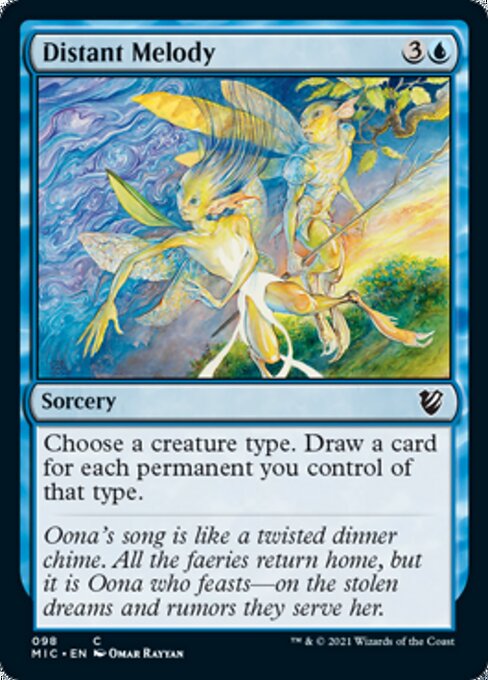 Distant Melody 3
Sorcery
Choose a creature type. Draw a card
for each permanent you control of
that type.
Oona's song is like a twisted dinner
chime. All the faeries return home, but
it is Oona who feasts—on the stolen
dreams and rumors they serve her.
098 C
MIC • EN Omar Rayyan ™ & © 2021 Wizards of the Coast